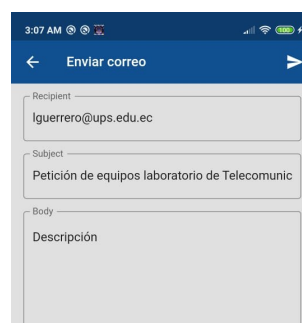 3:07 AM
100
Enviar correo
Recipient
lguerrero@ups.edu.ec
Subject
Petición de equipos laboratorio de Telecomunic
Body
Descripción